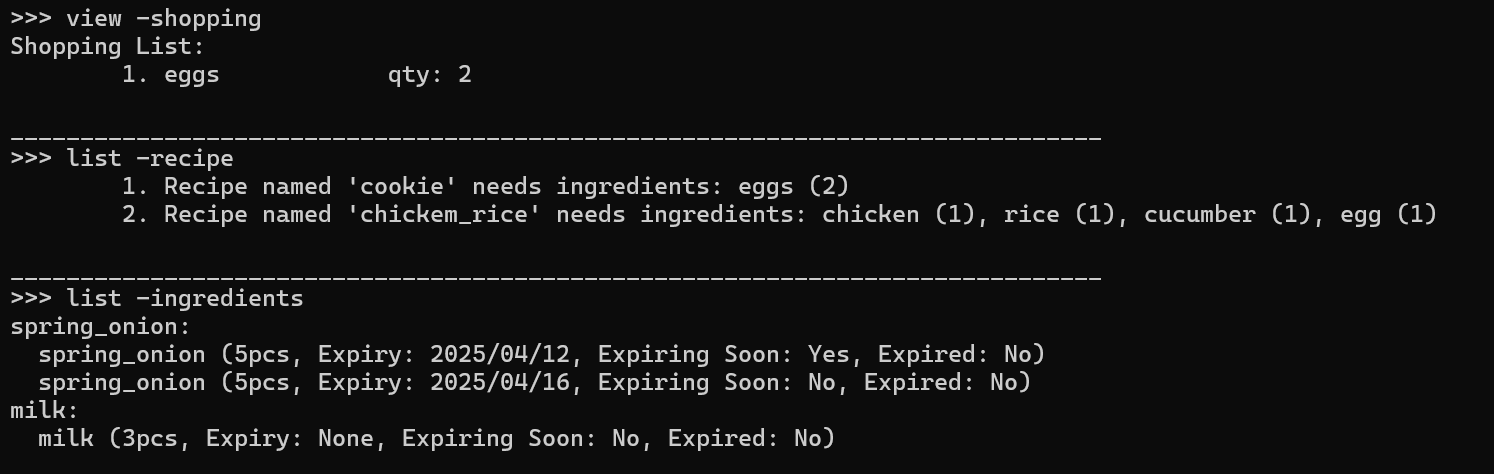 >>> view -shopping
Shopping List:
        1. eggs            qty: 2
______________________________________________________________________________
>>> list -recipe
        1. Recipe named 'cookie' needs ingredients: eggs (2)
        2. Recipe named 'chickem_rice' needs ingredients: chicken (1), rice (1), cucumber (1), egg (1)
______________________________________________________________________________
>>> list -ingredients
spring_onion:
  spring_onion (5pcs, Expiry: 2025/04/12, Expiring Soon: Yes, Expired: No)
  spring_onion (5pcs, Expiry: 2025/04/16, Expiring Soon: No, Expired: No)
milk:
  milk (3pcs, Expiry: None, Expiring Soon: No, Expired: No)